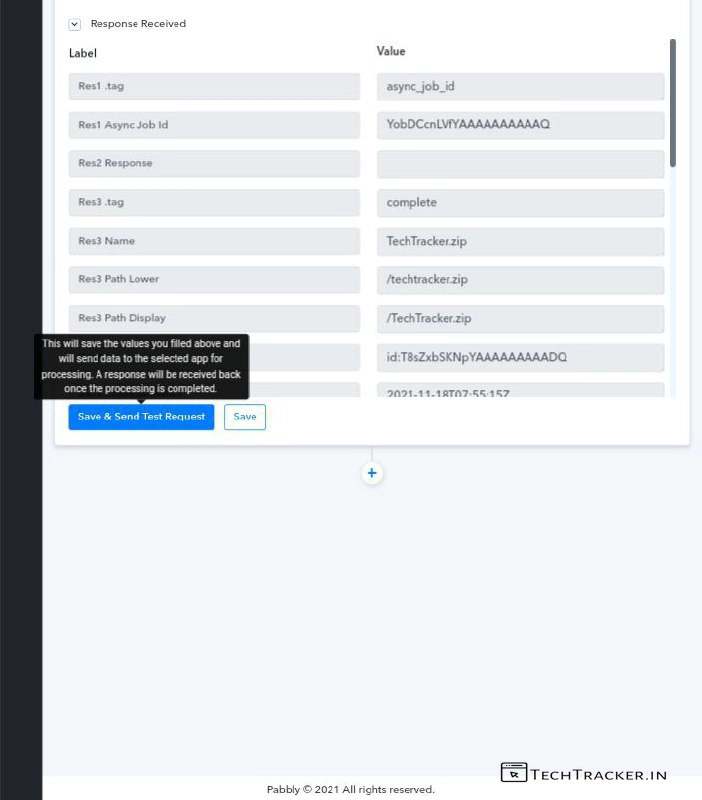 Response Received
Label Value
Res1 .tag async_job_id
Res1 Async Job Id YobDCcnLVfYAAAAAAAAAAQ
Res2 Response
Res3 .tag complete
Res3 Name TechTracker.zip
Res3 Path Lower /techtracker.zip
Res3 Path Display /TechTracker.zip
This will save the values you filled above and
will send data to the selected app for
processing. A response will be received back
once the processing is completed.
id:T8sZxbSKNpYAAAAAAAAADQ
2021-11-18T07:55:15Z
Save & Send Test Request Save
+
TECHTRACKER.IN
Pabbly © 2021 All rights reserved.